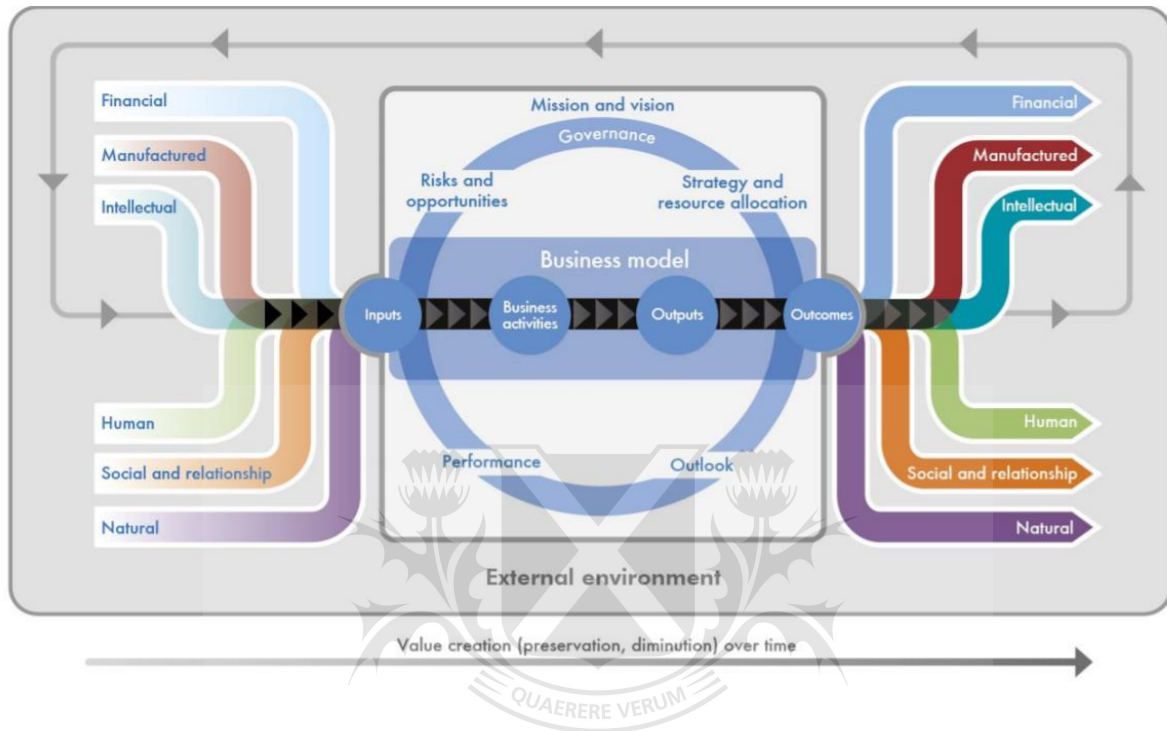 Financial
Manufactured
Intellectual
Human
Social and relationship
Natural
Mission and vision
Governance
Risks and
opportunities
Strategy and
resource allocation
Business model
Inputs
Business
activities
Outputs
Outcomes
Performance
Outlook
Financial
Manufactured
Intellectual
Human
Social and relationship
Natural
External environment
Value creation (preservation, diminution) over time
QUAERERE VERUM